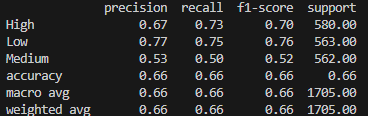 precision recall f1-score support
High 0.67 0.73 0.70 580.00
Low 0.77 0.75 0.76 563.00
Medium 0.53 0.50 0.52 562.00
accuracy 0.66 0.66 0.66 0.66
macro avg 0.66 0.66 0.66 1705.00
weighted avg 0.66 0.66 0.66 1705.00